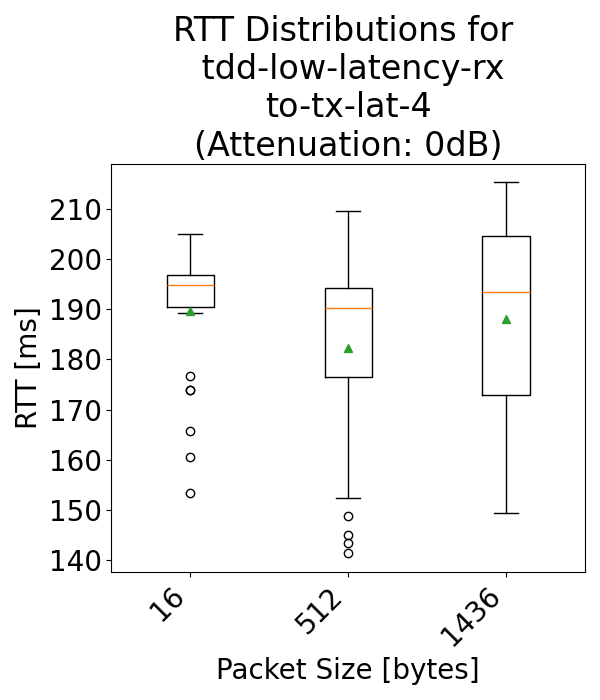 RTT Distributions for
tdd-low-latency-rx
to-tx-lat-4
(Attenuation: 0dB)
210
200
190
180
170
160
150
140
RTT [ms]
16
512
1436
Packet Size [bytes]